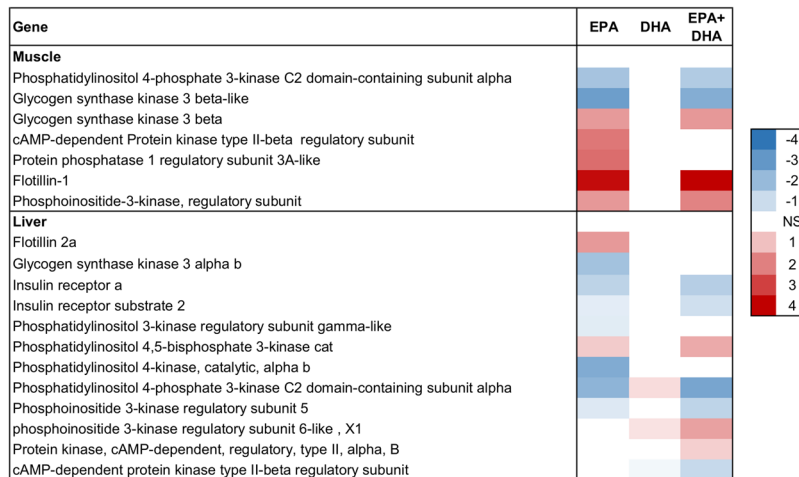 Gene EPA DHA EPA+
DHA
Muscle
Phosphatidylinositol 4-phosphate 3-kinase C2 domain-containing subunit alpha
Glycogen synthase kinase 3 beta-like
Glycogen synthase kinase 3 beta
cAMP-dependent Protein kinase type II-beta regulatory subunit
Protein phosphatase 1 regulatory subunit 3A-like
Flotillin-1
Phosphoinositide-3-kinase, regulatory subunit
Liver
Flotillin 2a
Glycogen synthase kinase 3 alpha b
Insulin receptor a
Insulin receptor substrate 2
Phosphatidylinositol 3-kinase regulatory subunit gamma-like
Phosphatidylinositol 4,5-bisphosphate 3-kinase cat
Phosphatidylinositol 4-kinase, catalytic, alpha b
Phosphatidylinositol 4-phosphate 3-kinase C2 domain-containing subunit alpha
Phosphoinositide 3-kinase regulatory subunit 5
phosphoinositide 3-kinase regulatory subunit 6-like , X1
Protein kinase, cAMP-dependent, regulatory, type II, alpha, B
cAMP-dependent protein kinase type II-beta regulatory subunit
-4
-3
-2
-1
NS
1
2
3
4